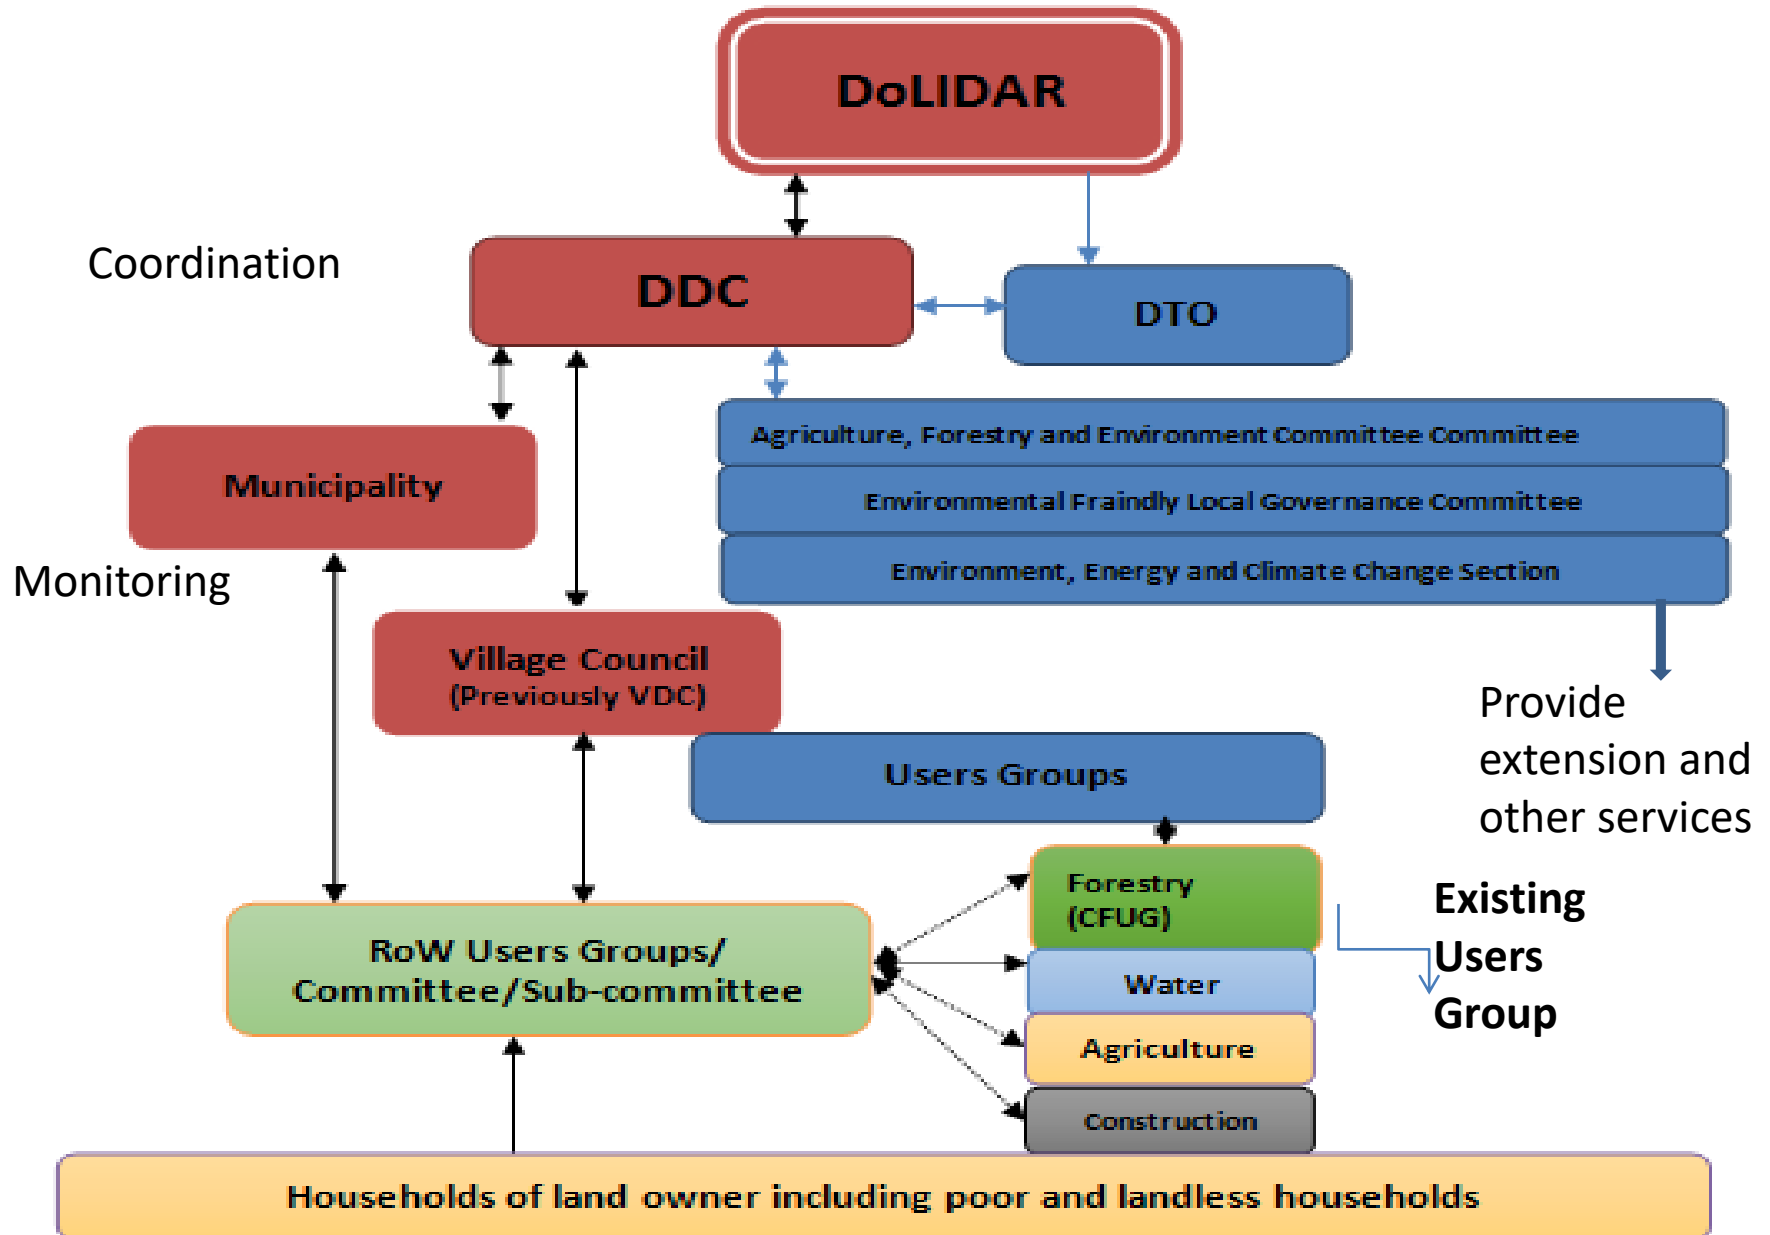 DoLIDAR
Coordination
DDC
DTO
Agriculture, Forestry and Environment Committee Committee
Municipality
Environmental Fraindly Local Governance Committee
Monitoring
Environment, Energy and Climate Change Section
Village Council
(Previously VDC)
Provide
extension and
other services
Users Groups
Forestry
(CFUG)
Existing
Users
Group
RoW Users Groups/
Committee/Sub-committee
Water
Agriculture
Construction
Households of land owner including poor and landless households